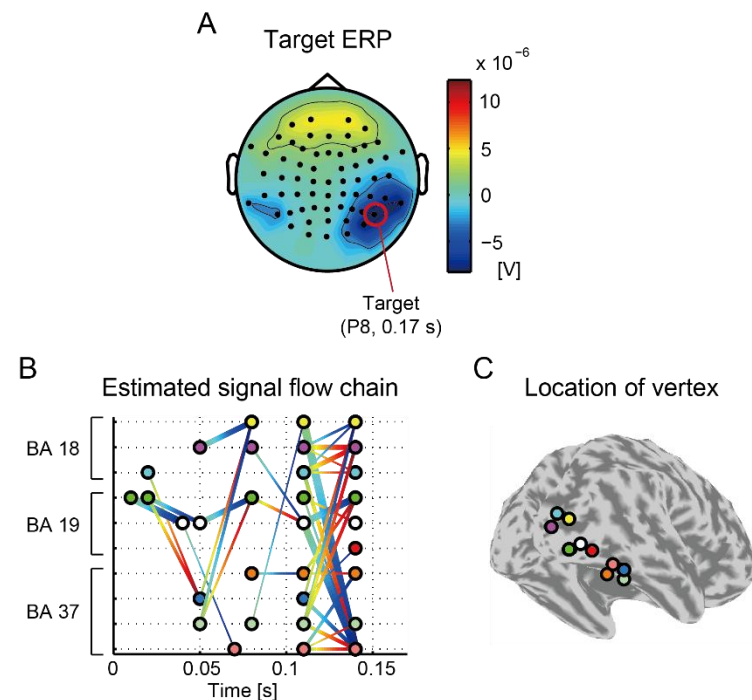 A
Target ERP
x 10⁻⁶
10
5
0
−5
[V]
Target
(P8, 0.17 s)
B
Estimated signal flow chain
BA 18
BA 19
BA 37
0
0.05
0.1
0.15
Time [s]
C
Location of vertex